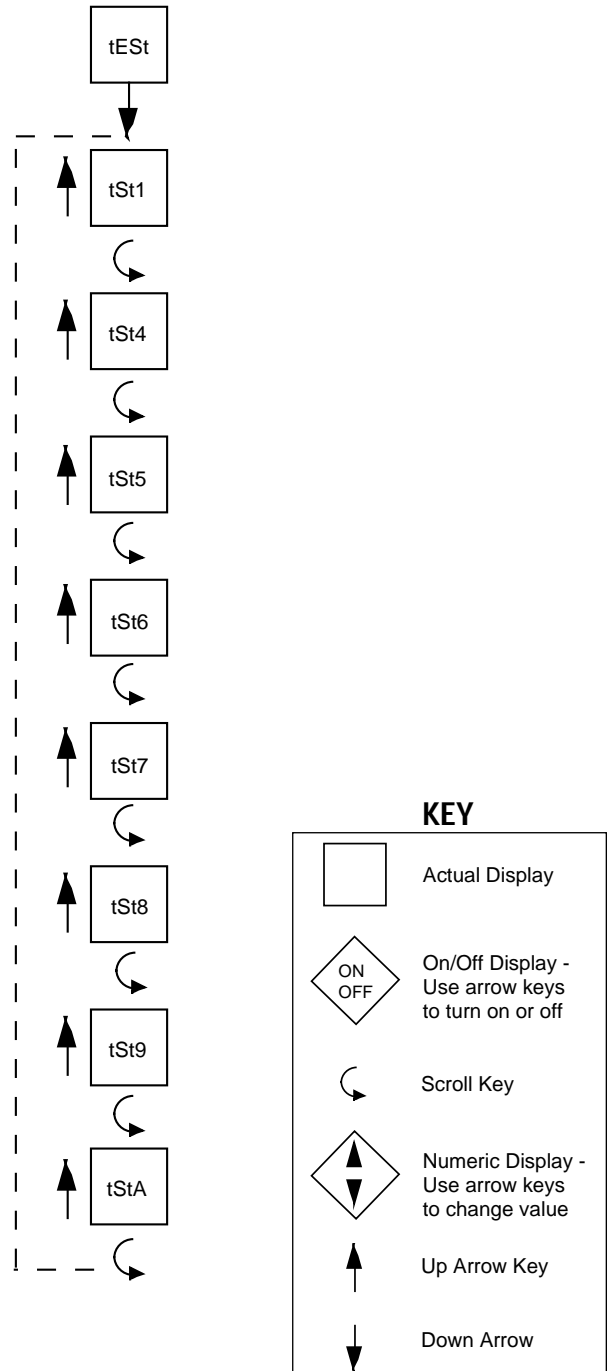 tESt
tSt1
tSt4
tSt5
tSt6
tSt7
tSt8
tSt9
tStA
KEY
Actual Display
ON
OFF
On/Off Display -
Use arrow keys
to turn on or off
Scroll Key
Numeric Display -
Use arrow keys
to change value
Up Arrow Key
Down Arrow